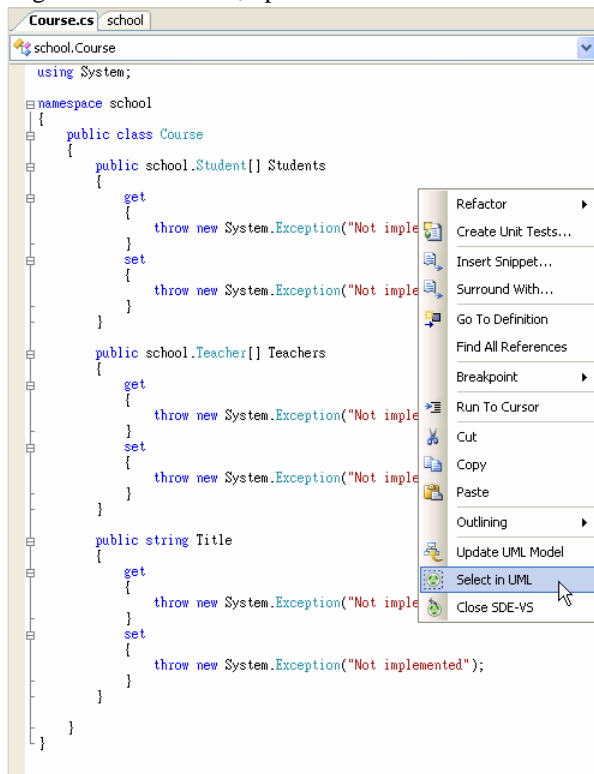 Course.cs school
school.Course
using System;
namespace school
{
public class Course
{
public school.Student[] Students
{
get
{
throw new System.Exception("Not imple
}
set
{
throw new System.Exception("Not imple
}
}
public school.Teacher[] Teachers
{
get
{
throw new System.Exception("Not imple
}
set
{
throw new System.Exception("Not imple
}
}
public string Title
{
get
{
throw new System.Exception("Not imple
}
set
{
throw new System.Exception("Not implemented");
}
}
}
}
Refactor
Create Unit Tests...
Insert Snippet...
Surround With...
Go To Definition
Find All References
Breakpoint
Run To Cursor
Cut
Copy
Paste
Outlining
Update UML Model
Select in UML
Close SDE-VS